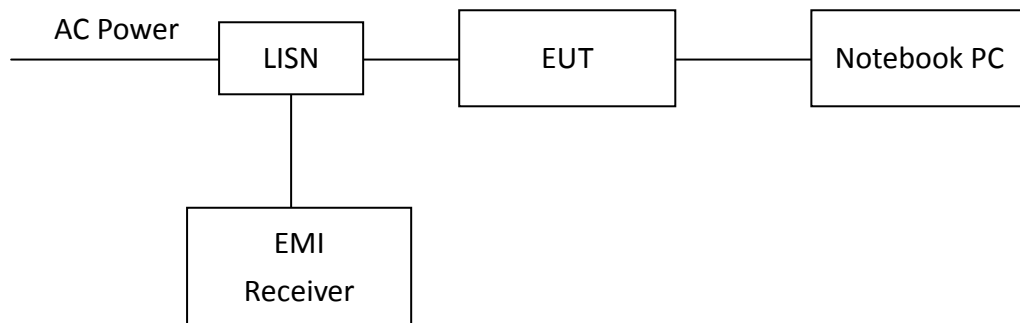 AC Power
LISN
EUT
Notebook PC
EMI
Receiver